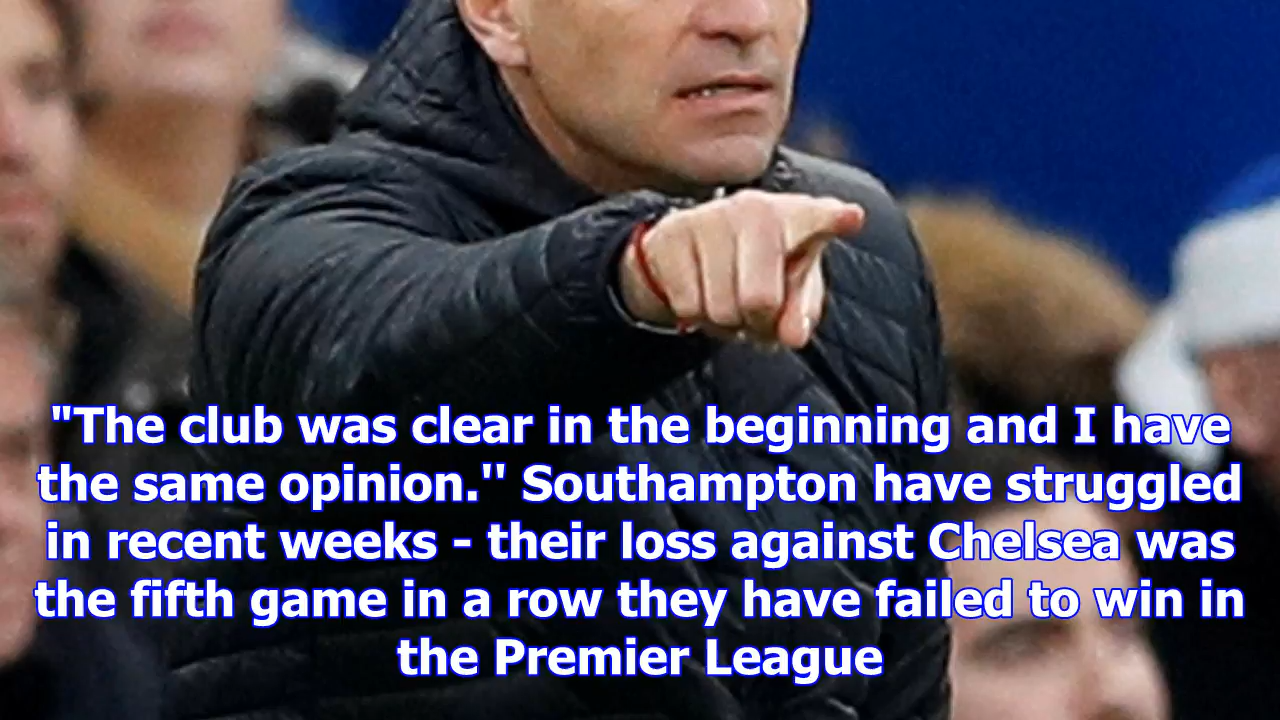 "The club was clear in the beginning and I have
the same opinion.'' Southampton have struggled
in recent weeks - their loss against Chelsea was
the fifth game in a row they have failed to win in
the Premier League